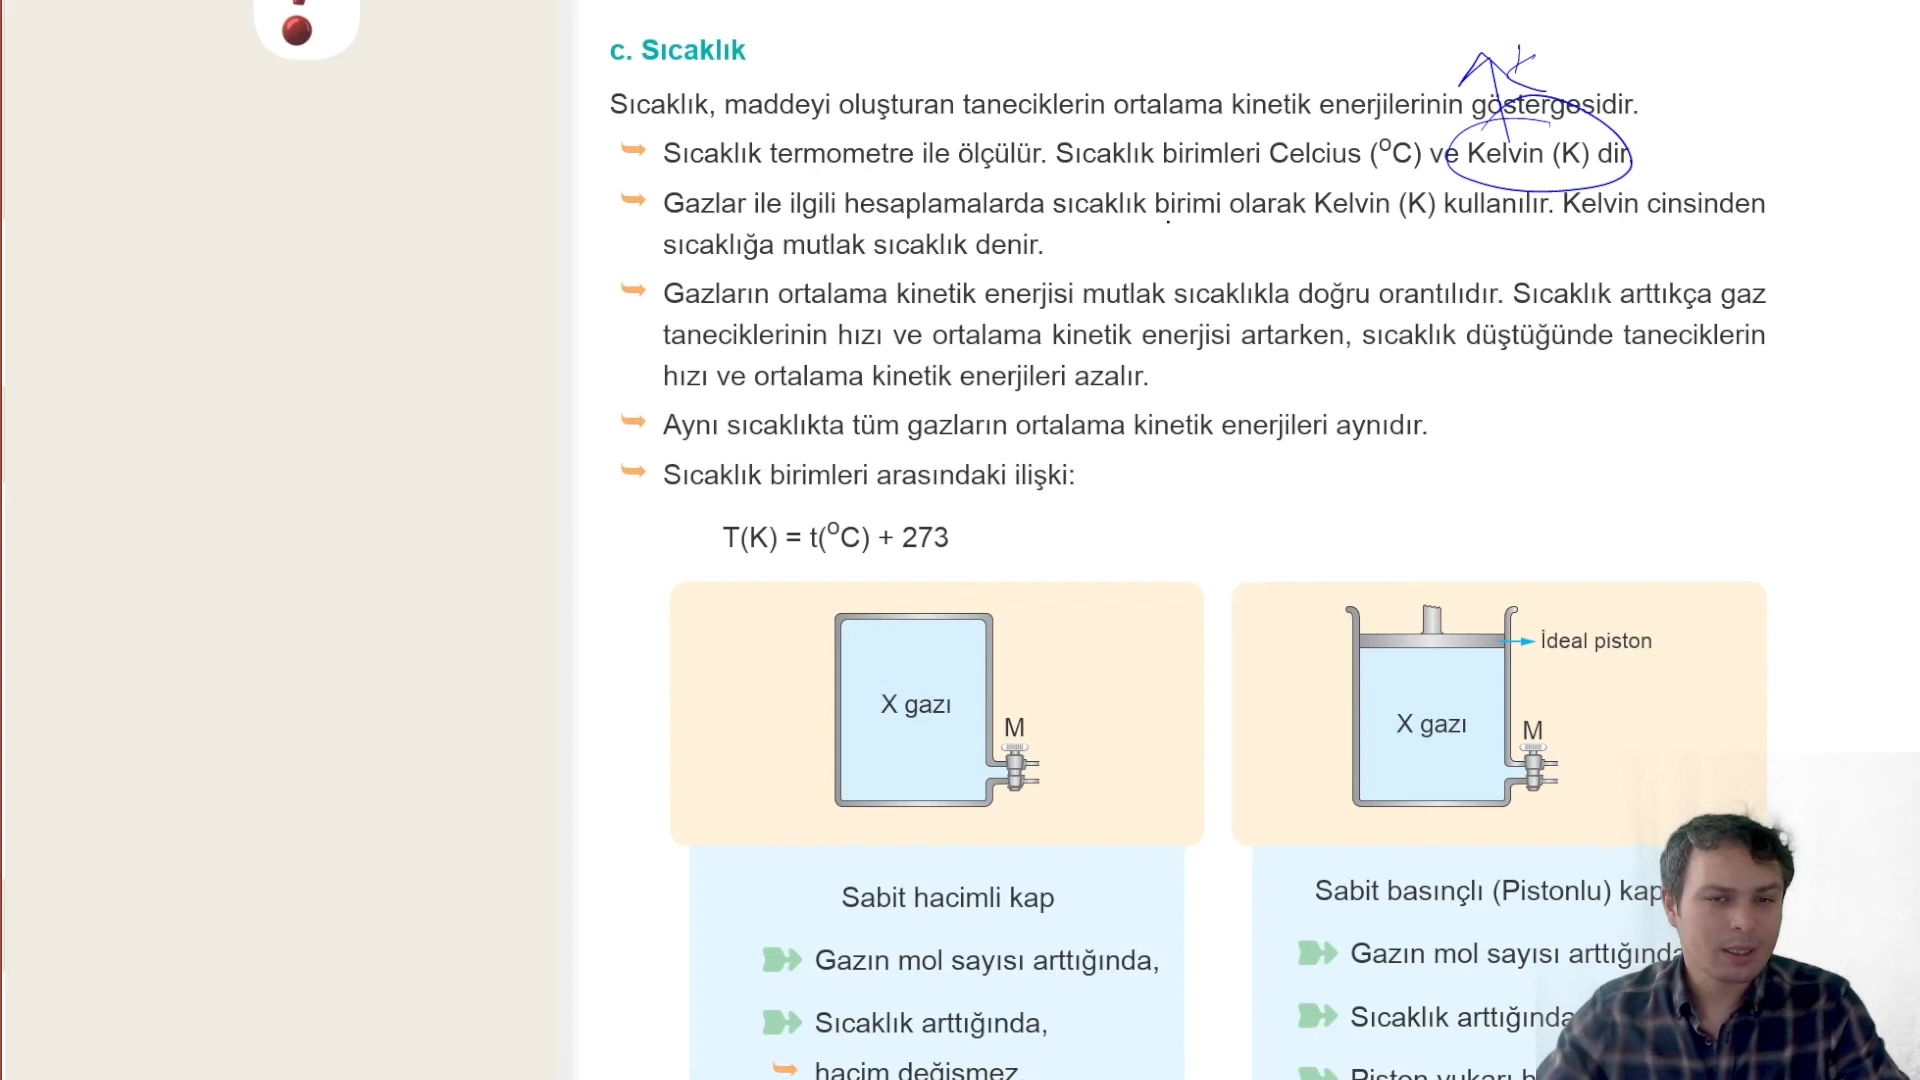 c. Sıcaklık
Sıcaklık, maddeyi oluşturan taneciklerin ortalama kinetik enerjilerinin göstergesidir.
Sıcaklık termometre ile ölçülür. Sıcaklık birimleri Celcius (°C) ve Kelvin (K) dir.
Gazlar ile ilgili hesaplamalarda sıcaklık birimi olarak Kelvin (K) kullanılır. Kelvin cinsinden
sıcaklığa mutlak sıcaklık denir.
Gazların ortalama kinetik enerjisi mutlak sıcaklıkla doğru orantılıdır. Sıcaklık arttıkça gaz
taneciklerinin hızı ve ortalama kinetik enerjisi artarken, sıcaklık düştüğünde taneciklerin
hızı ve ortalama kinetik enerjileri azalır.
Aynı sıcaklıkta tüm gazların ortalama kinetik enerjileri aynıdır.
Sıcaklık birimleri arasındaki ilişki:
T(K) = t(°C) + 273
X gazı
M
İdeal piston
X gazı
M
Sabit hacimli kap
Gazın mol sayısı arttığında,
Sıcaklık arttığında,
hacim değişmez.
Sabit basınçlı (Pistonlu) kap
Gazın mol sayısı arttığında
Sıcaklık arttığında
Piston yukarı